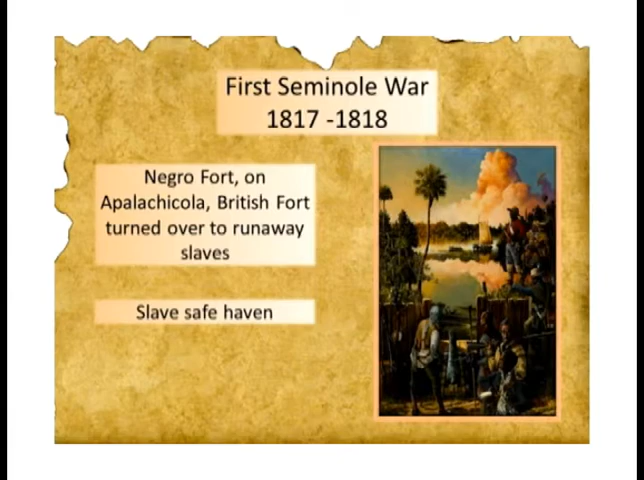 First Seminole War
1817 -1818
Negro Fort, on
Apalachicola, British Fort
turned over to runaway
slaves
Slave safe haven